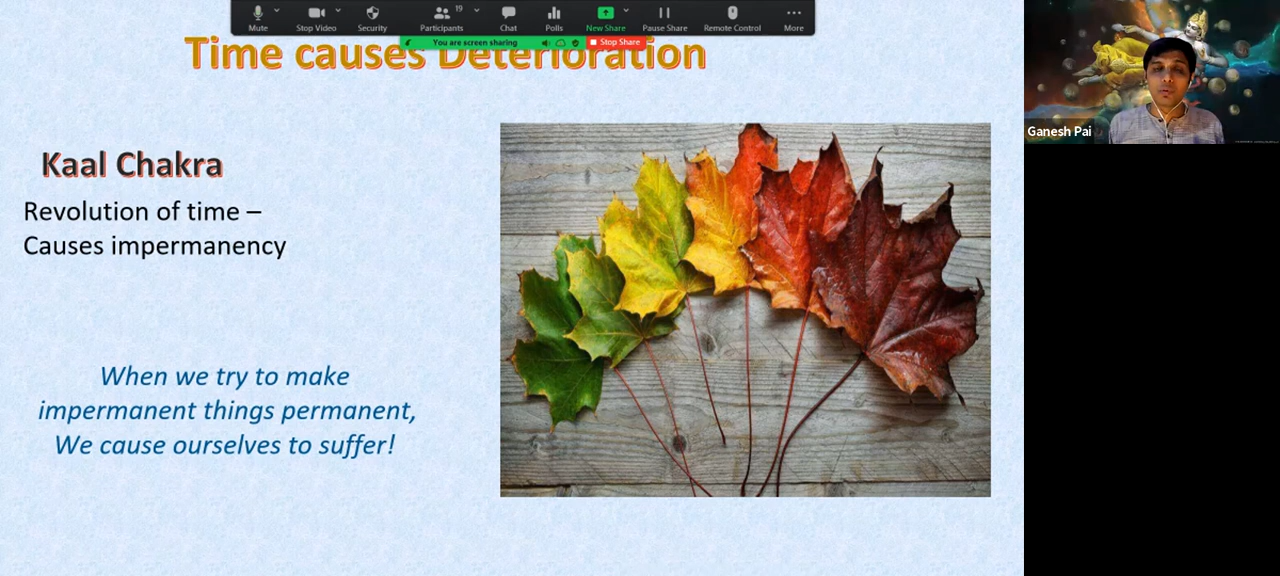 Mute
Stop Video
Security
Participants
19
Chat
Polls
New Share
Pause Share
Remote Control
More
You are screen sharing
Stop Share
Time causes Deterioration
Ganesh Pai
Kaal Chakra
Revolution of time –
Causes impermanency
When we try to make
impermanent things permanent,
We cause ourselves to suffer!